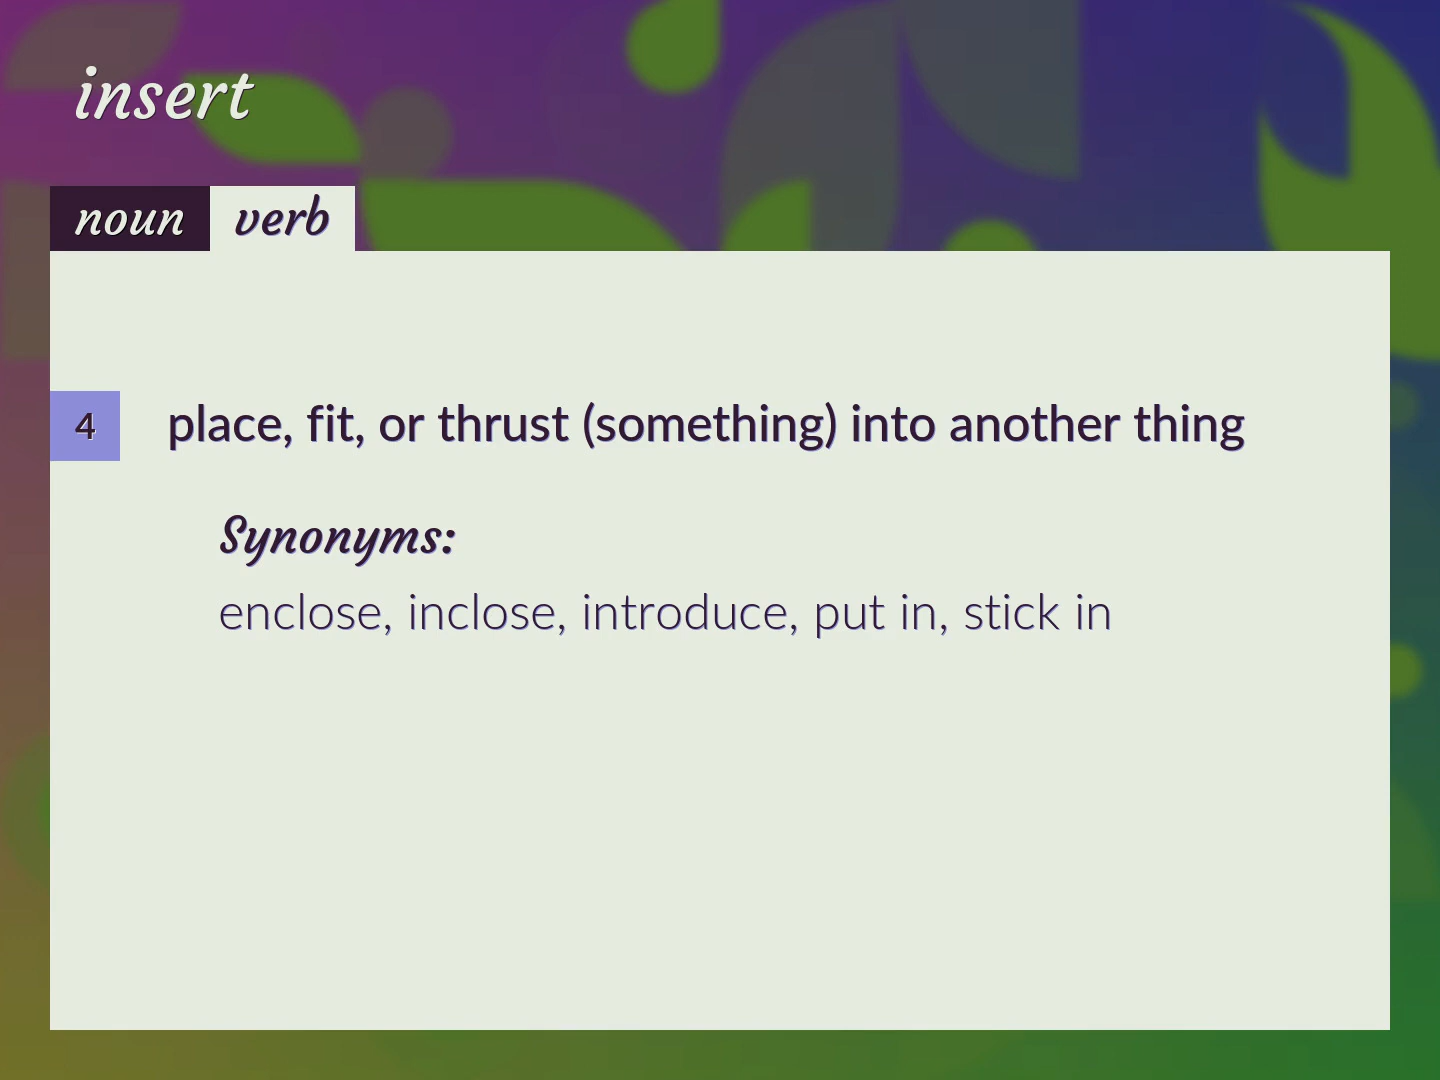 insert
noun verb
4 place, fit, or thrust (something) into another thing
Synonyms:
enclose, inclose, introduce, put in, stick in